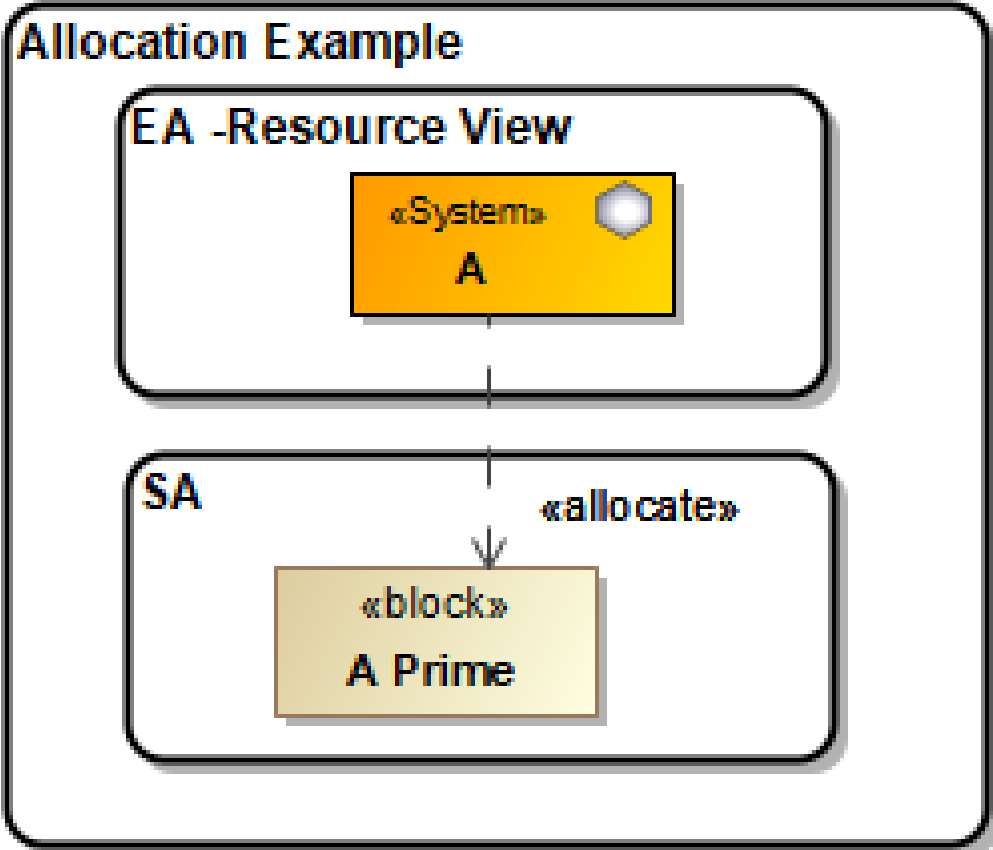 Allocation Example
EA -Resource View
«System»
A
SA
«allocate»
«block»
A Prime